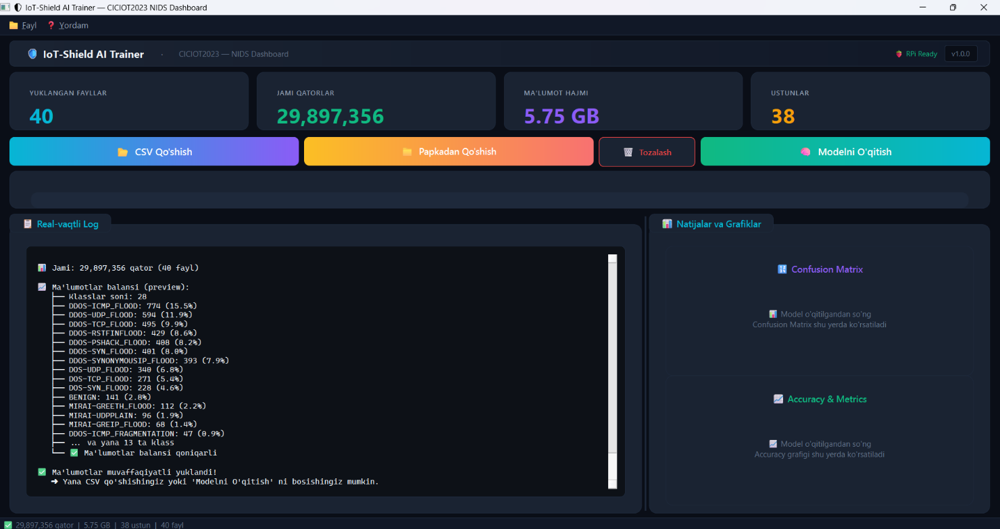 IoT-Shield AI Trainer — CICIOT2023 NIDS Dashboard
Fayl Yordam
IoT-Shield AI Trainer · CICIOT2023 — NIDS Dashboard RPi Ready v1.0.0
YUKLANGAN FAYLLAR
40
JAMI QATORLAR
29,897,356
MA'LUMOT HAJMI
5.75 GB
USTUNLAR
38
CSV Qo'shish
Papkadan Qo'shish
Tozalash
Modelni O'qitish
Real-vaqtli Log
Jami: 29,897,356 qator (40 fayl)
Ma'lumotlar balansi (preview):
├── Klasslar soni: 28
├── DDOS-ICMP_FLOOD: 774 (15.5%)
├── DDOS-UDP_FLOOD: 594 (11.9%)
├── DDOS-TCP_FLOOD: 495 (9.9%)
├── DDOS-RSTFINFLOOD: 429 (8.6%)
├── DDOS-PSHACK_FLOOD: 408 (8.2%)
├── DDOS-SYN_FLOOD: 401 (8.0%)
├── DDOS-SYNONYMOUSIP_FLOOD: 393 (7.9%)
├── DOS-UDP_FLOOD: 340 (6.8%)
├── DOS-TCP_FLOOD: 271 (5.4%)
├── DOS-SYN_FLOOD: 228 (4.6%)
├── BENIGN: 141 (2.8%)
├── MIRAI-GREETH_FLOOD: 112 (2.2%)
├── MIRAI-UDPPLAIN: 96 (1.9%)
├── MIRAI-GREIP_FLOOD: 68 (1.4%)
├── DDOS-ICMP_FRAGMENTATION: 47 (0.9%)
├── ... va yana 13 ta klass
└── ✅ Ma'lumotlar balansi qoniqarli
✅ Ma'lumotlar muvaffaqiyatli yuklandi!
➔ Yana CSV qo'shishingiz yoki 'Modelni O'qitish' ni bosishingiz mumkin.
Natijalar va Grafiklar
Confusion Matrix
Model o'qitilgandan so'ng
Confusion Matrix shu yerda ko'rsatiladi
Accuracy & Metrics
Model o'qitilgandan so'ng
Accuracy grafigi shu yerda ko'rsatiladi
✅ 29,897,356 qator | 5.75 GB | 38 ustun | 40 fayl